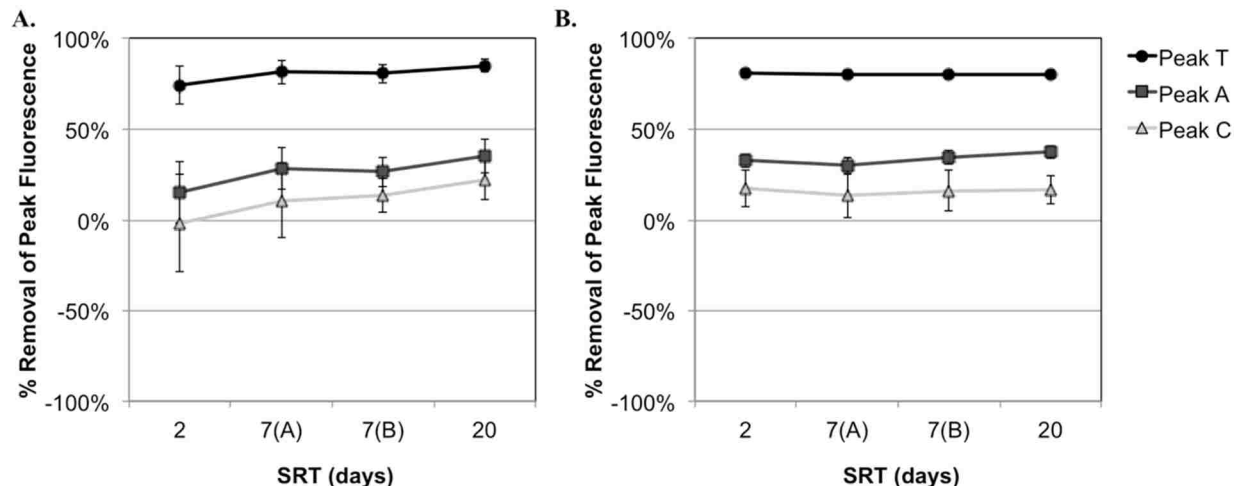 A.
% Removal of Peak Fluorescence
100%
50%
0%
-50%
-100%
2 7(A) 7(B) 20
SRT (days)
B.
% Removal of Peak Fluorescence
100%
50%
0%
-50%
-100%
2 7(A) 7(B) 20
SRT (days)
Peak T
Peak A
Peak C